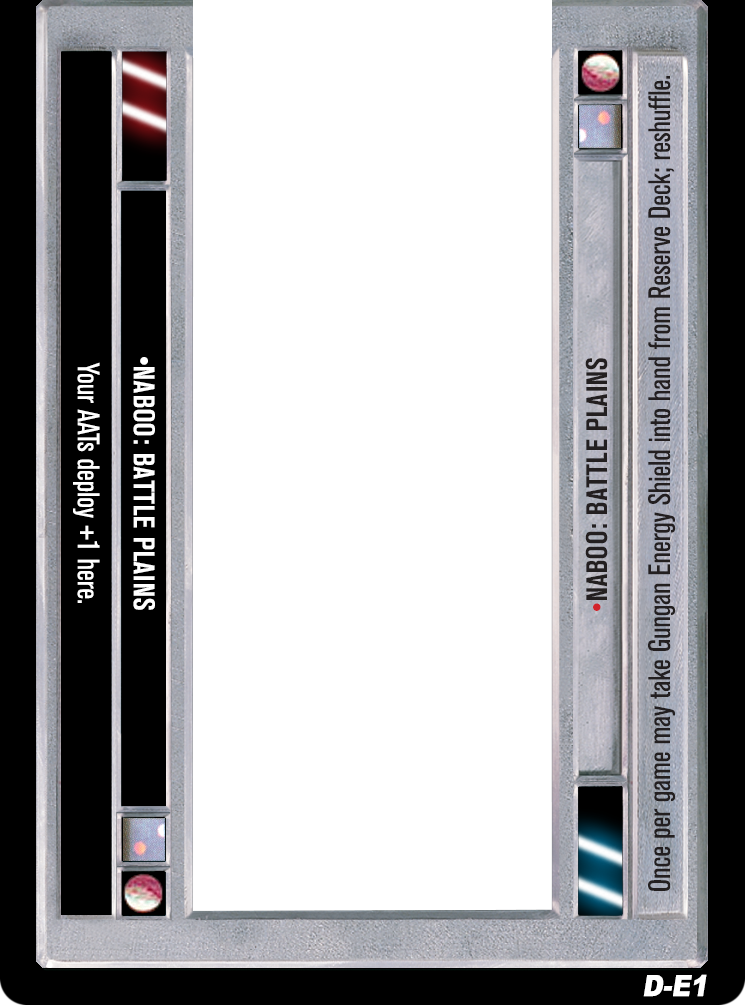 Your AATs deploy +1 here.
•NABOO: BATTLE PLAINS
•NABOO: BATTLE PLAINS
Once per game may take Gungan Energy Shield into hand from Reserve Deck; reshuffle.
D-E1